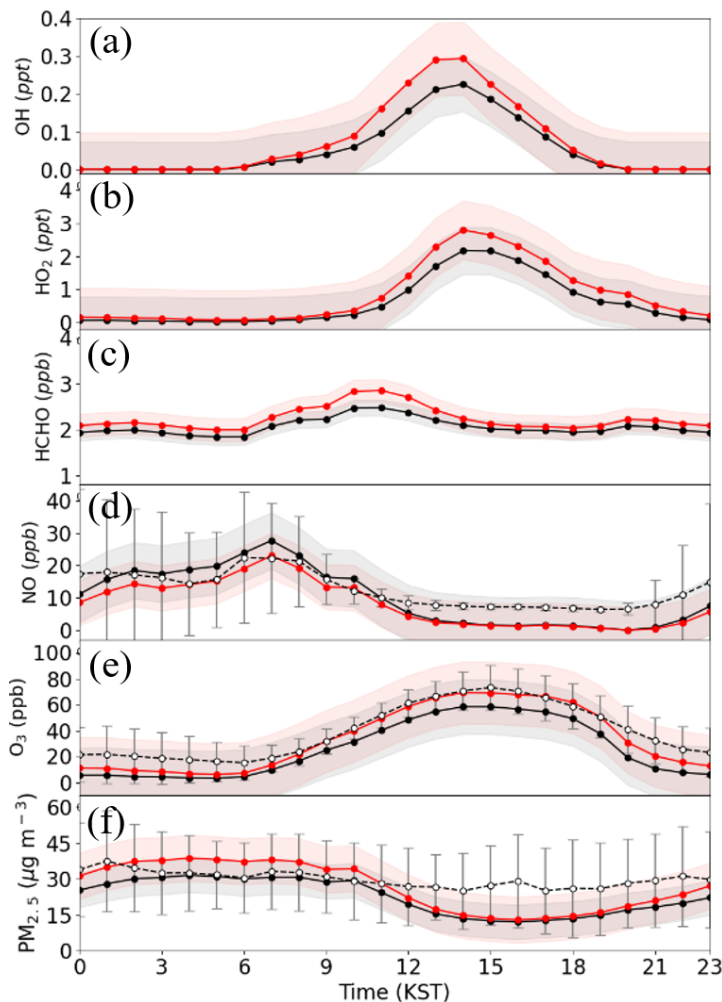 (a)
OH (ppt)
0.4
0.3
0.2
0.1
0.0
(b)
HO2 (ppt)
4
3
2
1
0
(c)
HCHO (ppb)
4
3
2
1
(d)
NO (ppb)
40
30
20
10
0
(e)
O3 (ppb)
100
80
60
40
20
0
(f)
PM2.5 (μg m−3)
60
45
30
15
0
0 3 6 9 12 15 18 21 23
Time (KST)